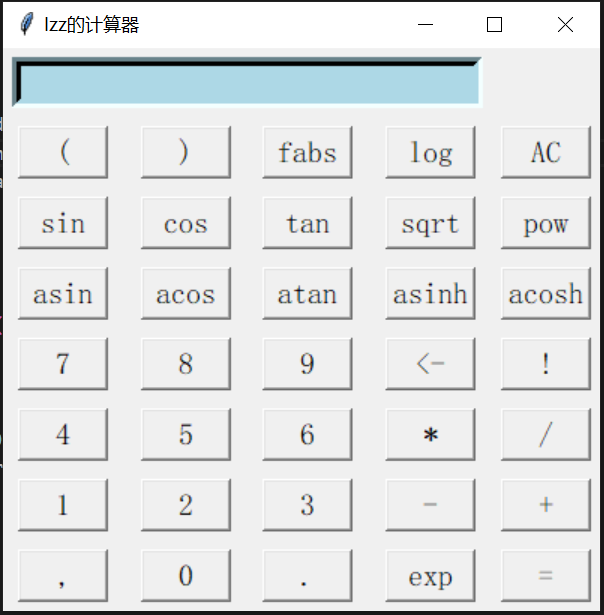 lzz的计算器
( ) fabs log AC
sin cos tan sqrt pow
asin acos atan asinh acosh
7 8 9 <- !
4 5 6 * /
1 2 3 - +
, 0 . exp =